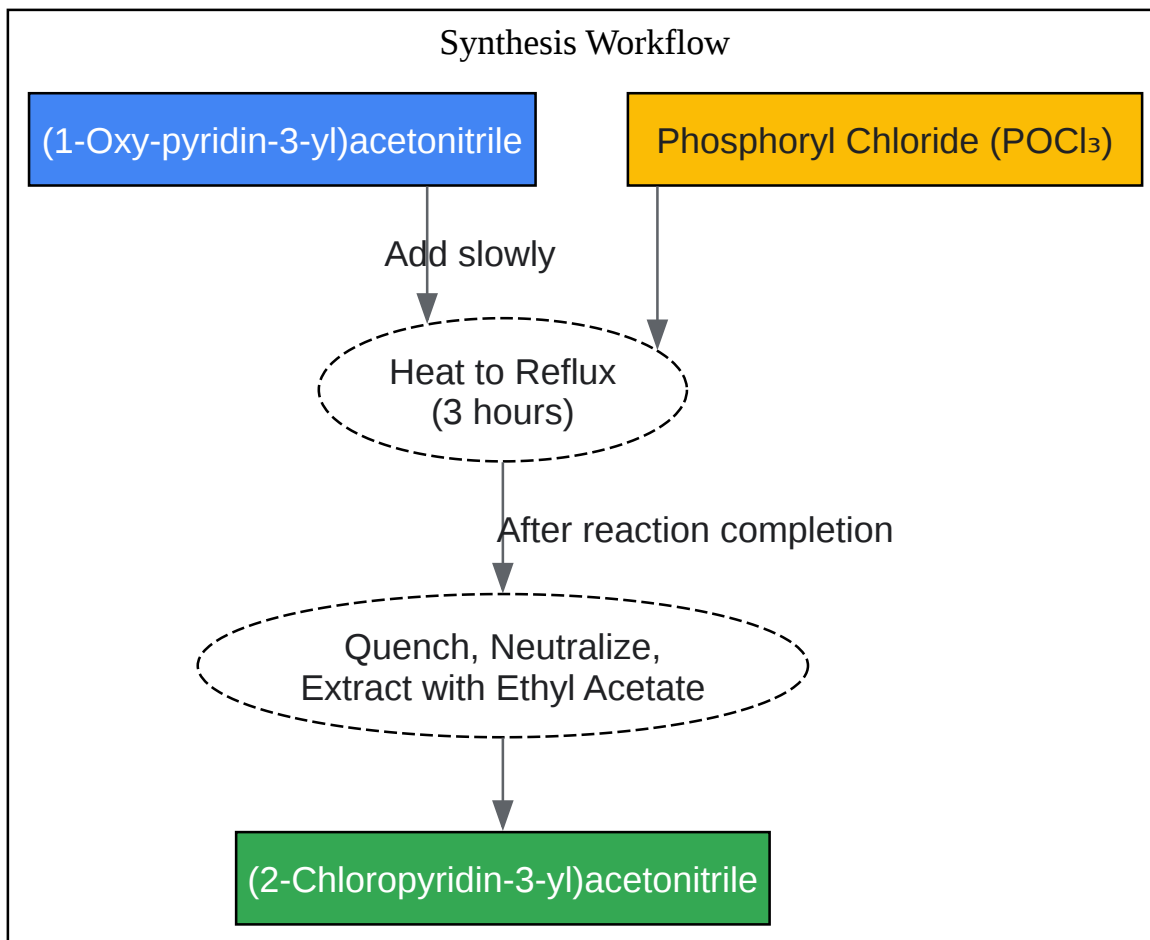 Synthesis Workflow
(1-Oxy-pyridin-3-yl)acetonitrile
Phosphoryl Chloride (POCl₃)
Add slowly
Heat to Reflux
(3 hours)
After reaction completion
Quench, Neutralize,
Extract with Ethyl Acetate
(2-Chloropyridin-3-yl)acetonitrile